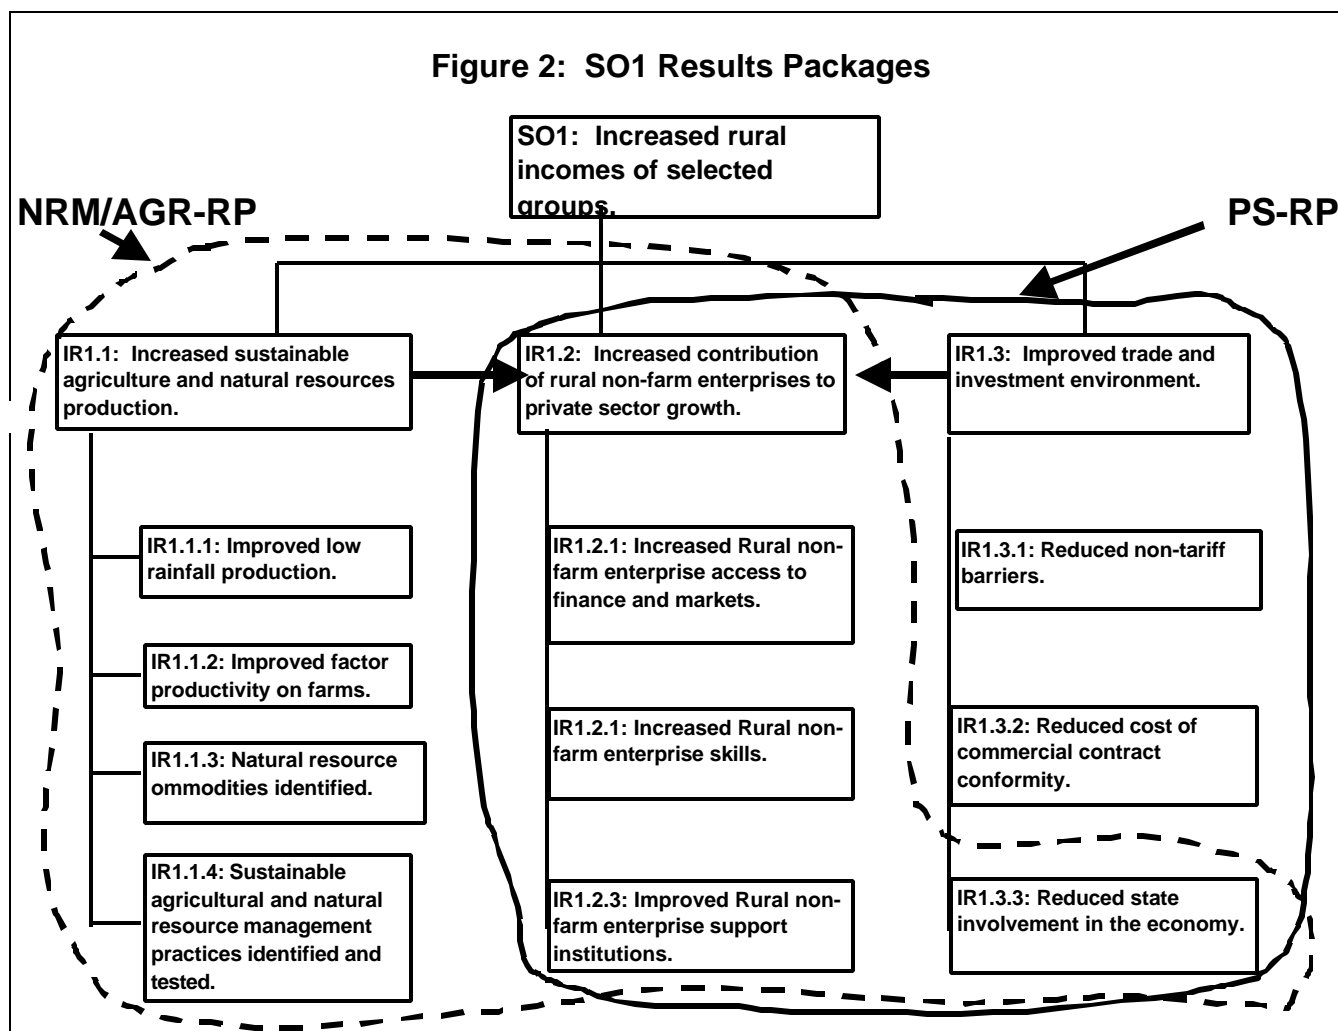 Figure 2: SO1 Results Packages
SO1: Increased rural
incomes of selected
groups.
NRM/AGR-RP
PS-RP
IR1.1: Increased sustainable
agriculture and natural resources
production.
IR1.2: Increased contribution
of rural non-farm enterprises to
private sector growth.
IR1.3: Improved trade and
investment environment.
IR1.1.1: Improved low
rainfall production.
IR1.1.2: Improved factor
productivity on farms.
IR1.1.3: Natural resource
ommodities identified.
IR1.1.4: Sustainable
agricultural and natural
resource management
practices identified and
tested.
IR1.2.1: Increased Rural non-
farm enterprise access to
finance and markets.
IR1.2.1: Increased Rural non-
farm enterprise skills.
IR1.2.3: Improved Rural non-
farm enterprise support
institutions.
IR1.3.1: Reduced non-tariff
barriers.
IR1.3.2: Reduced cost of
commercial contract
conformity.
IR1.3.3: Reduced state
involvement in the economy.